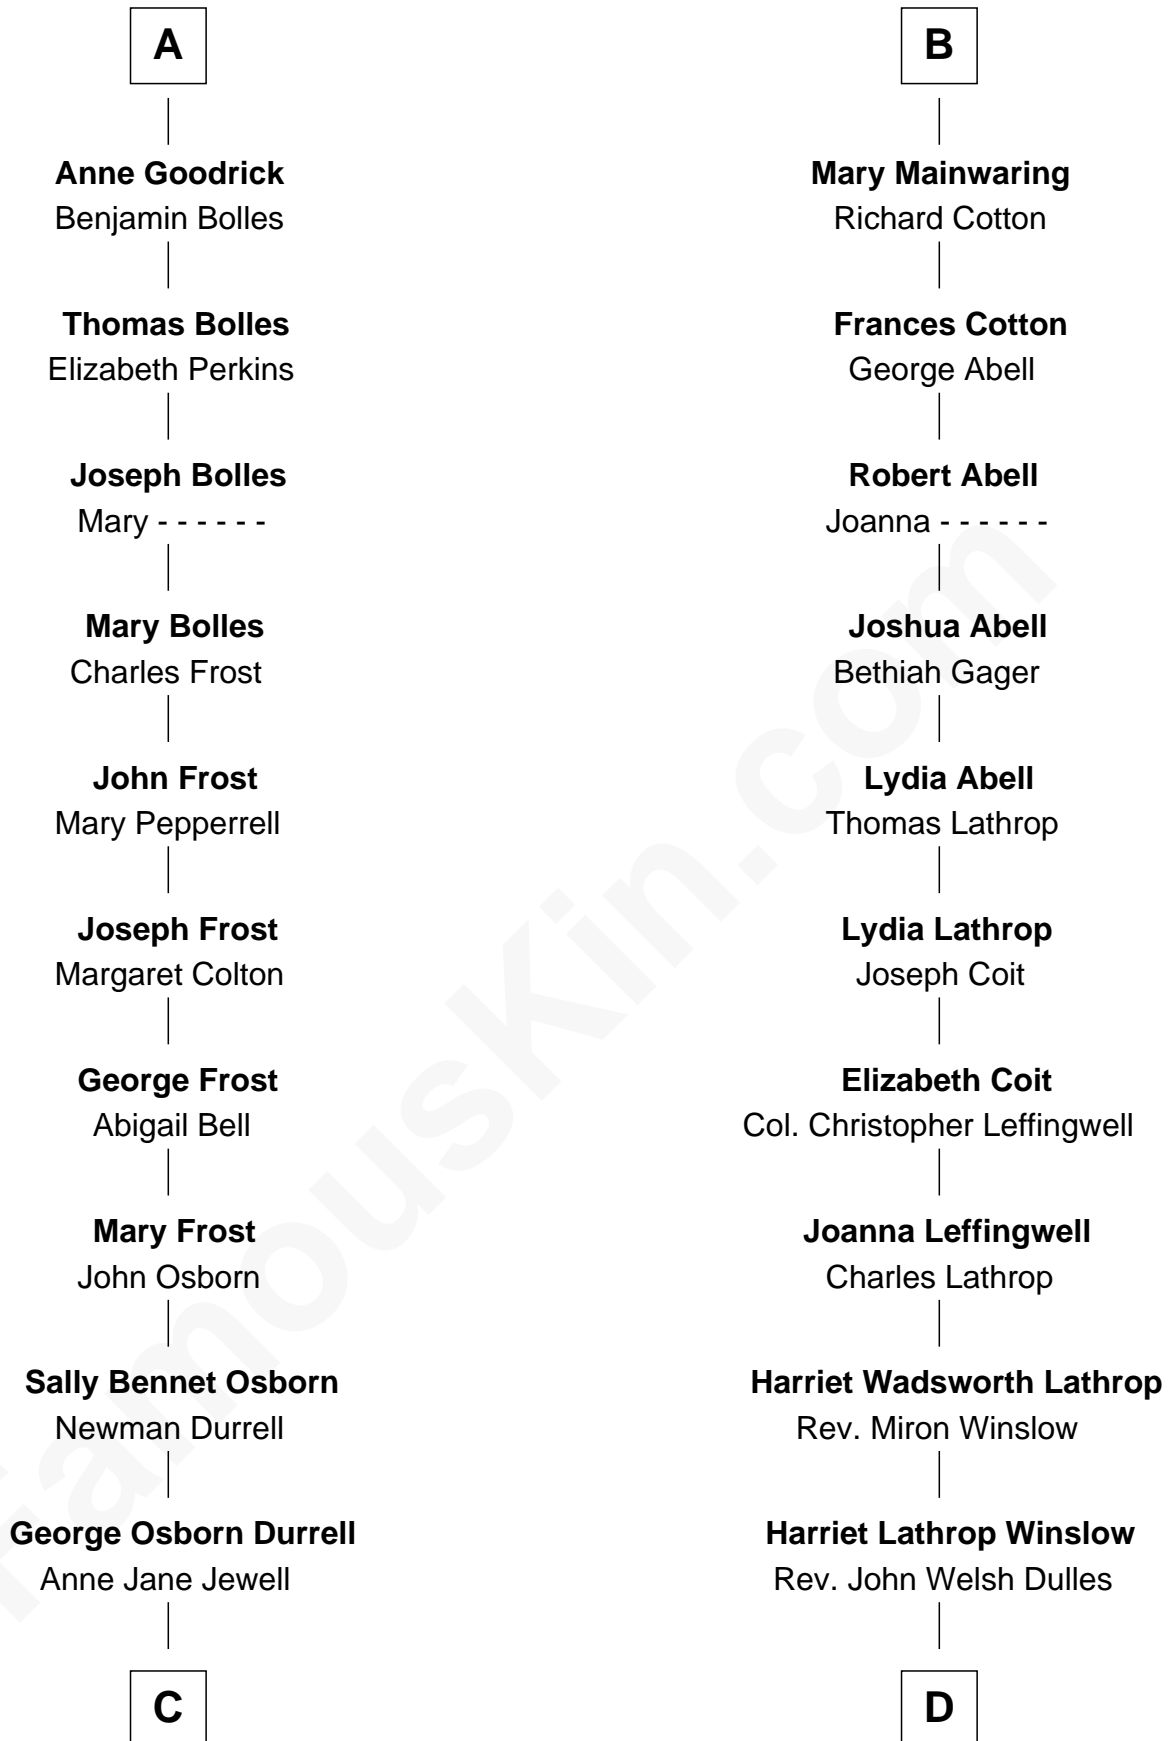 A
Anne Goodrick
Benjamin Bolles
Thomas Bolles
Elizabeth Perkins
Joseph Bolles
Mary - - - - - -
Mary Bolles
Charles Frost
John Frost
Mary Pepperrell
Joseph Frost
Margaret Colton
George Frost
Abigail Bell
Mary Frost
John Osborn
Sally Bennet Osborn
Newman Durrell
George Osborn Durrell
Anne Jane Jewell
C
B
Mary Mainwaring
Richard Cotton
Frances Cotton
George Abell
Robert Abell
Joanna - - - - - -
Joshua Abell
Bethiah Gager
Lydia Abell
Thomas Lathrop
Lydia Lathrop
Joseph Coit
Elizabeth Coit
Col. Christopher Leffingwell
Joanna Leffingwell
Charles Lathrop
Harriet Wadsworth Lathrop
Rev. Miron Winslow
Harriet Lathrop Winslow
Rev. John Welsh Dulles
D
FamousKin.com